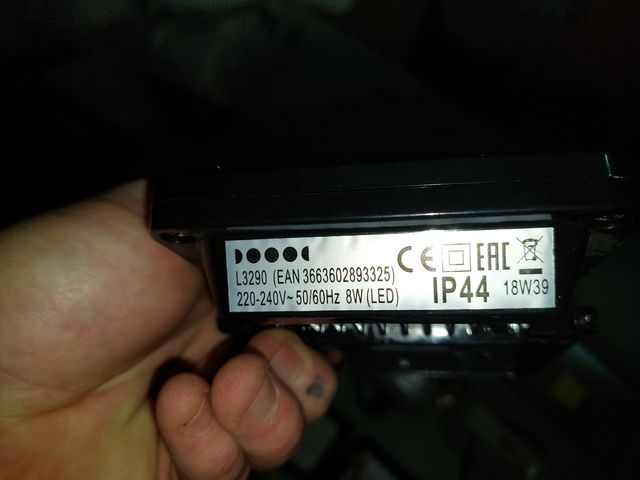 L3290 (EAN 3663602893325)
220-240V~ 50/60Hz 8W (LED)
CE EAC
IP44 18W39